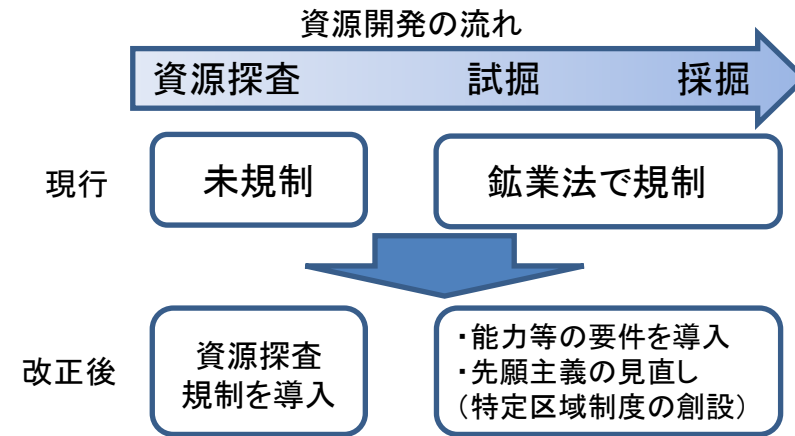 資源開発の流れ
資源探査 試掘 採掘
現行 未規制 鉱業法で規制
改正後
資源探査
規制を導入
・能力等の要件を導入
・先願主義の見直し
（特定区域制度の創設）